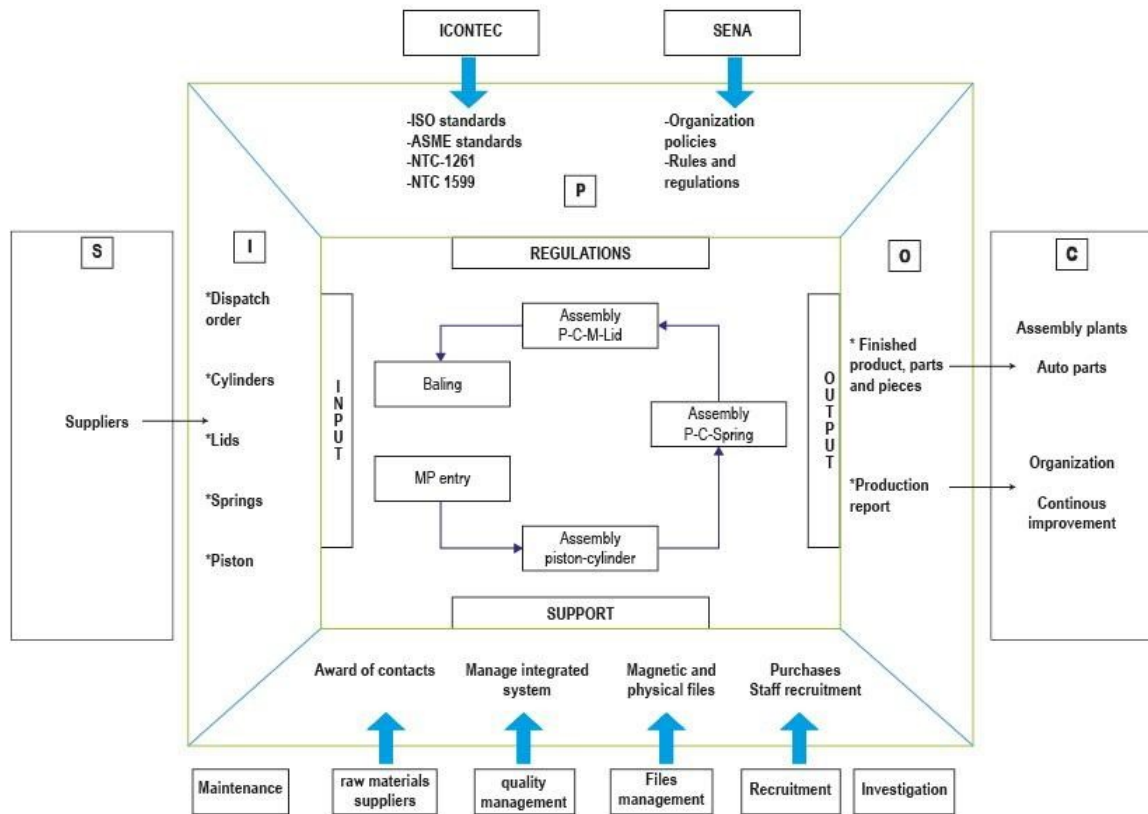 ICONTEC
SENA
-ISO standards
-ASME standards
-NTC-1261
-NTC 1599
-Organization
policies
-Rules and
regulations
P
S
I
O
C
REGULATIONS
*Dispatch
order
*Cylinders
*Lids
*Springs
*Piston
Suppliers
INPUT
Assembly
P-C-M-Lid
Baling
Assembly
P-C-Spring
MP entry
Assembly
piston-cylinder
OUTPUT
* Finished
product, parts
and pieces
*Production
report
Assembly plants
Auto parts
Organization
Continous
improvement
SUPPORT
Award of contacts
Manage integrated
system
Magnetic and
physical files
Purchases
Staff recruitment
Maintenance
raw materials
suppliers
quality
management
Files
management
Recruitment
Investigation